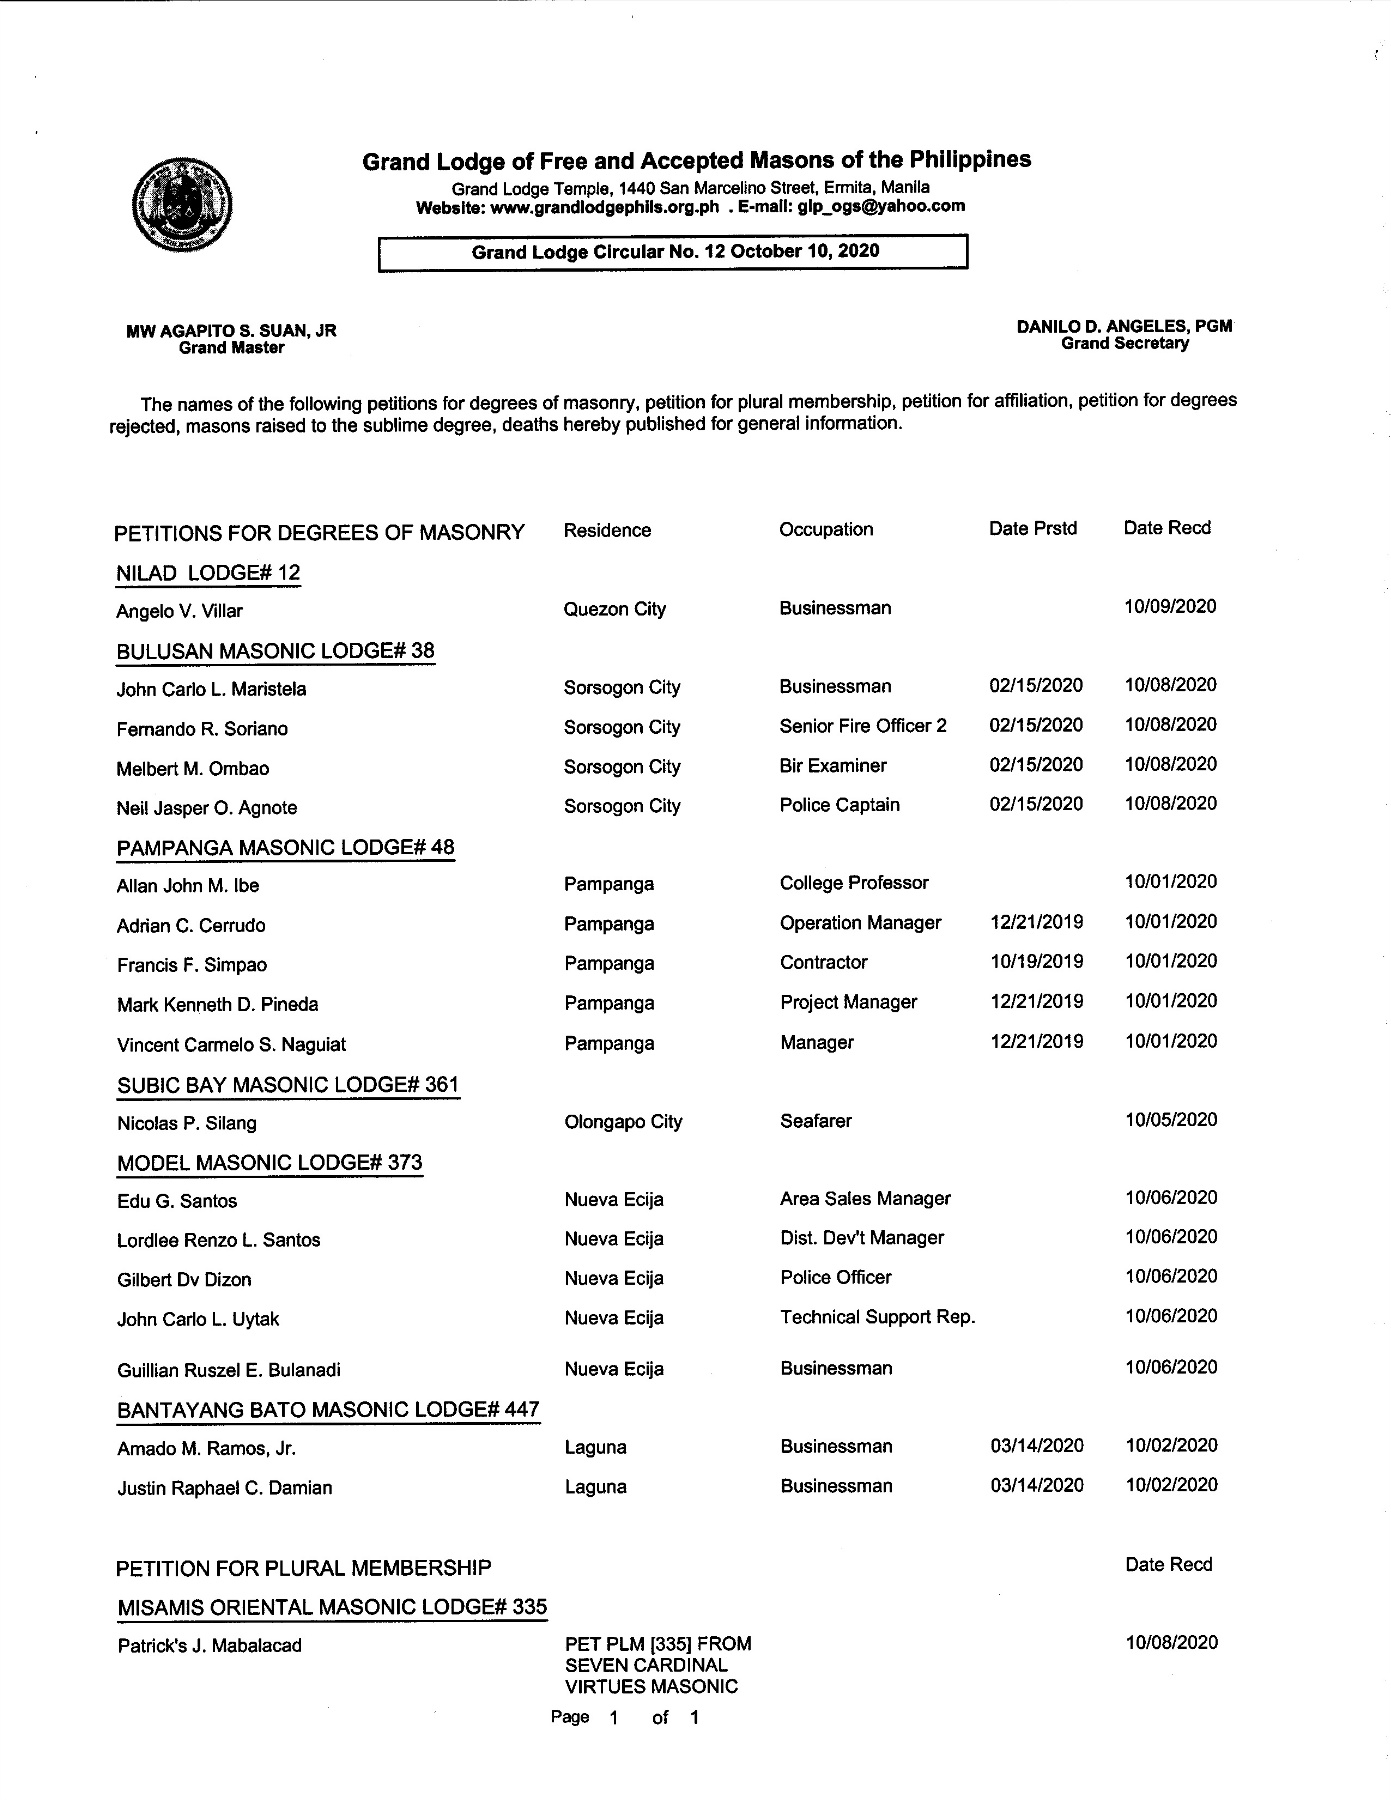 Grand Lodge of Free and Accepted Masons of the Philippines
Grand Lodge Temple, 1440 San Marcelino Street, Ermita, Manila
Website: www.grandlodgephils.org.ph . E-mail: glp_ogs@yahoo.com
Grand Lodge Circular No. 12 October 10, 2020
MW AGAPITO S. SUAN, JR
Grand Master
DANILO D. ANGELES, PGM
Grand Secretary
The names of the following petitions for degrees of masonry, petition for plural membership, petition for affiliation, petition for degrees
rejected, masons raised to the sublime degree, deaths hereby published for general information.
PETITIONS FOR DEGREES OF MASONRY Residence Occupation Date Prstd Date Recd
NILAD LODGE# 12
Angelo V. Villar Quezon City Businessman 10/09/2020
BULUSAN MASONIC LODGE# 38
John Carlo L. Maristela Sorsogon City Businessman 02/15/2020 10/08/2020
Fernando R. Soriano Sorsogon City Senior Fire Officer 2 02/15/2020 10/08/2020
Melbert M. Ombao Sorsogon City Bir Examiner 02/15/2020 10/08/2020
Neil Jasper O. Agnote Sorsogon City Police Captain 02/15/2020 10/08/2020
PAMPANGA MASONIC LODGE# 48
Allan John M. Ibe Pampanga College Professor 10/01/2020
Adrian C. Cerrudo Pampanga Operation Manager 12/21/2019 10/01/2020
Francis F. Simpao Pampanga Contractor 10/19/2019 10/01/2020
Mark Kenneth D. Pineda Pampanga Project Manager 12/21/2019 10/01/2020
Vincent Carmelo S. Naguiat Pampanga Manager 12/21/2019 10/01/2020
SUBIC BAY MASONIC LODGE# 361
Nicolas P. Silang Olongapo City Seafarer 10/05/2020
MODEL MASONIC LODGE# 373
Edu G. Santos Nueva Ecija Area Sales Manager 10/06/2020
Lordlee Renzo L. Santos Nueva Ecija Dist. Dev't Manager 10/06/2020
Gilbert Dv Dizon Nueva Ecija Police Officer 10/06/2020
John Carlo L. Uytak Nueva Ecija Technical Support Rep. 10/06/2020
Guillian Ruszel E. Bulanadi Nueva Ecija Businessman 10/06/2020
BANTAYANG BATO MASONIC LODGE# 447
Amado M. Ramos, Jr. Laguna Businessman 03/14/2020 10/02/2020
Justin Raphael C. Damian Laguna Businessman 03/14/2020 10/02/2020
PETITION FOR PLURAL MEMBERSHIP Date Recd
MISAMIS ORIENTAL MASONIC LODGE# 335
Patrick's J. Mabalacad PET PLM [335] FROM 10/08/2020
SEVEN CARDINAL
VIRTUES MASONIC
Page 1 of 1